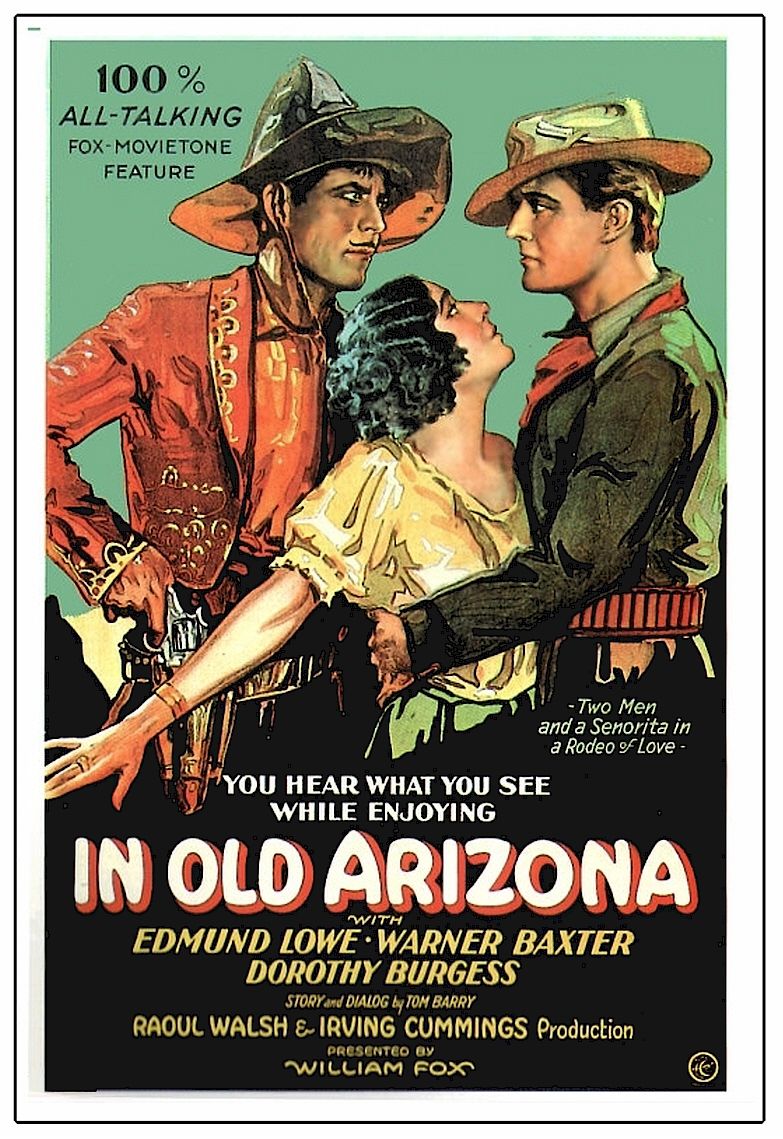 100 %
ALL-TALKING
FOX-MOVIETONE
FEATURE
- Two Men
and a Senorita in
a Rodeo of Love -
YOU HEAR WHAT YOU SEE
WHILE ENJOYING
IN OLD ARIZONA
WITH
EDMUND LOWE · WARNER BAXTER
DOROTHY BURGESS
STORY and DIALOG by TOM BARRY
RAOUL WALSH & IRVING CUMMINGS Production
PRESENTED BY
WILLIAM FOX